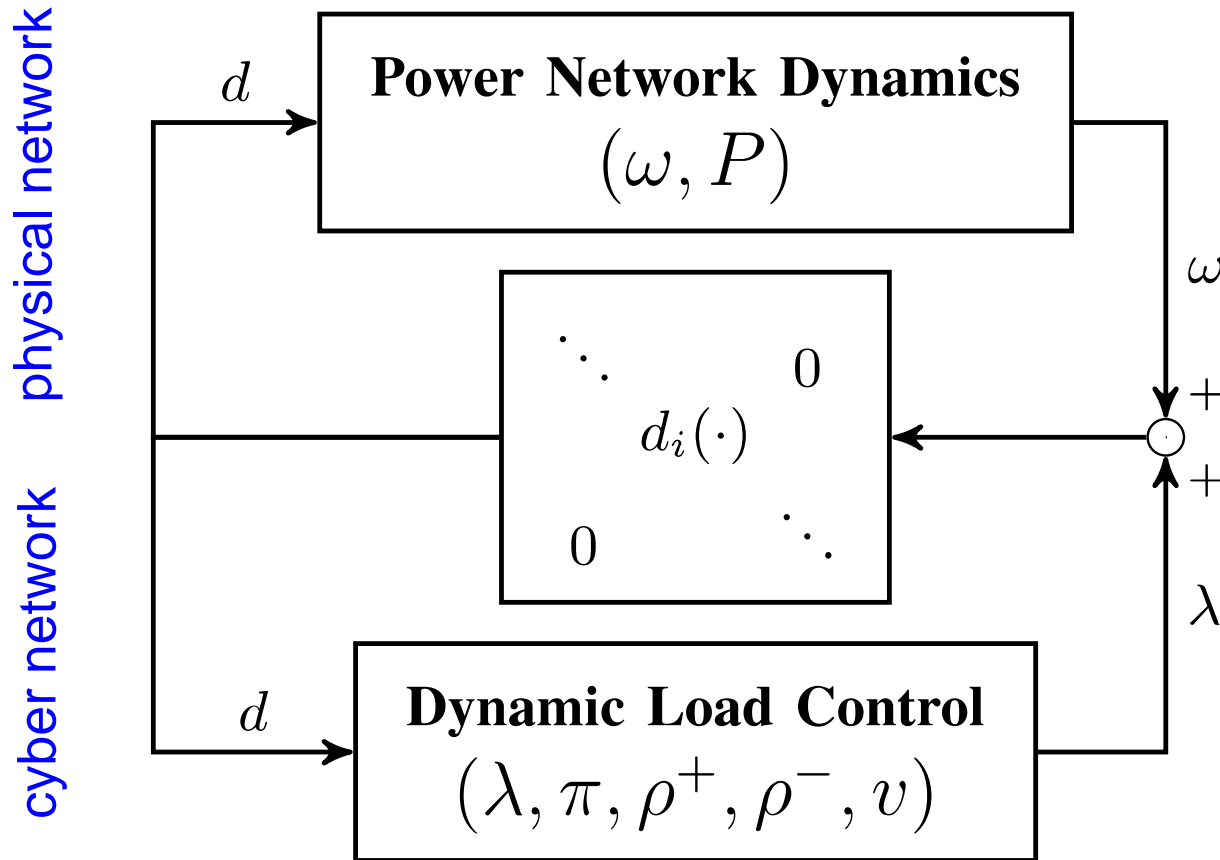 physical network
d
Power Network Dynamics
(ω, P)
ω
⋱ 0
d_i(·)
0 ⋱
+
+
λ
cyber network
d
Dynamic Load Control
(λ, π, ρ⁺, ρ⁻, v)